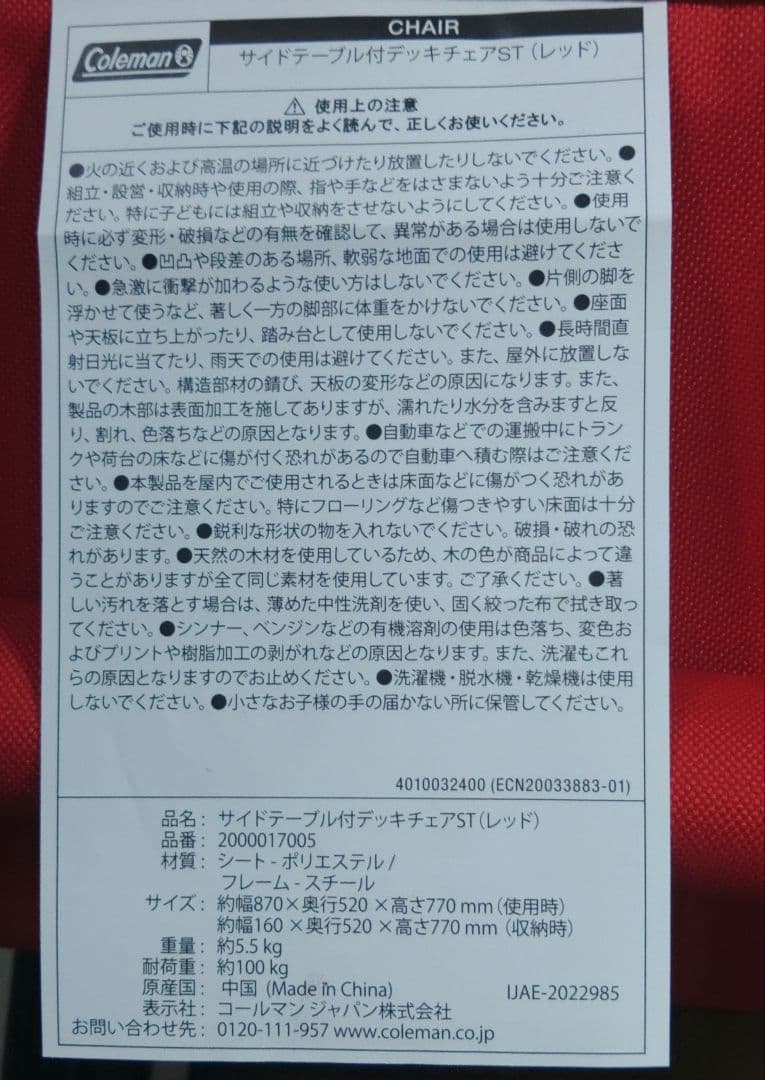 CHAIR
Coleman
サイドテーブル付デッキチェアST（レッド）
⚠ 使用上の注意
ご使用時に下記の説明をよく読んで、正しくお使いください。
●火の近くおよび高温の場所に近づけたり放置したりしないでください。●
組立・設営・収納時や使用の際、指や手などをはさまないよう十分ご注意く
ださい。特に子どもには組立や収納をさせないようにしてください。●使用
時に必ず変形・破損などの有無を確認して、異常がある場合は使用しないで
ください。●凹凸や段差のある場所、軟弱な地面での使用は避けてくださ
い。●急激に衝撃が加わるような使い方はしないでください。●片側の脚を
浮かせて使うなど、著しく一方の脚部に体重をかけないでください。●座面
や天板に立ち上がったり、踏み台として使用しないでください。●長時間直
射日光に当てたり、雨天での使用は避けてください。また、屋外に放置しな
いでください。構造部材の錆び、天板の変形などの原因になります。また、
製品の木部は表面加工を施してありますが、濡れたり水分を含みますと反
り、割れ、色落ちなどの原因となります。●自動車などでの運搬中にトラン
クや荷台の床などに傷が付く恐れがあるので自動車へ積む際はご注意くだ
さい。●本製品を屋内でご使用されるときは床面などに傷がつく恐れがあ
りますのでご注意ください。特にフローリングなど傷つきやすい床面は十分
ご注意ください。●鋭利な形状の物を入れないでください。破損・破れの恐
れがあります。●天然の木材を使用しているため、木の色が商品によって違
うことがありますが全て同じ素材を使用しています。ご了承ください。●著
しい汚れを落とす場合は、薄めた中性洗剤を使い、固く絞った布で拭き取っ
てください。●シンナー、ベンジンなどの有機溶剤の使用は色落ち、変色お
よびプリントや樹脂加工の剥がれなどの原因となります。また、洗濯もこれ
らの原因となりますのでお止めください。●洗濯機・脱水機・乾燥機は使用
しないでください。●小さなお子様の手の届かない所に保管してください。
4010032400 (ECN20033883-01)
品名： サイドテーブル付デッキチェアST（レッド）
品番： 2000017005
材質： シート - ポリエステル /
フレーム - スチール
サイズ： 約幅870×奥行520×高さ770 mm（使用時）
約幅160 ×奥行520×高さ770 mm （収納時）
重量： 約5.5 kg
耐荷重： 約100 kg
原産国： 中国 (Made in China)
IJAE-2022985
表示社： コールマン ジャパン株式会社
お問い合わせ先： 0120-111-957 www.coleman.co.jp